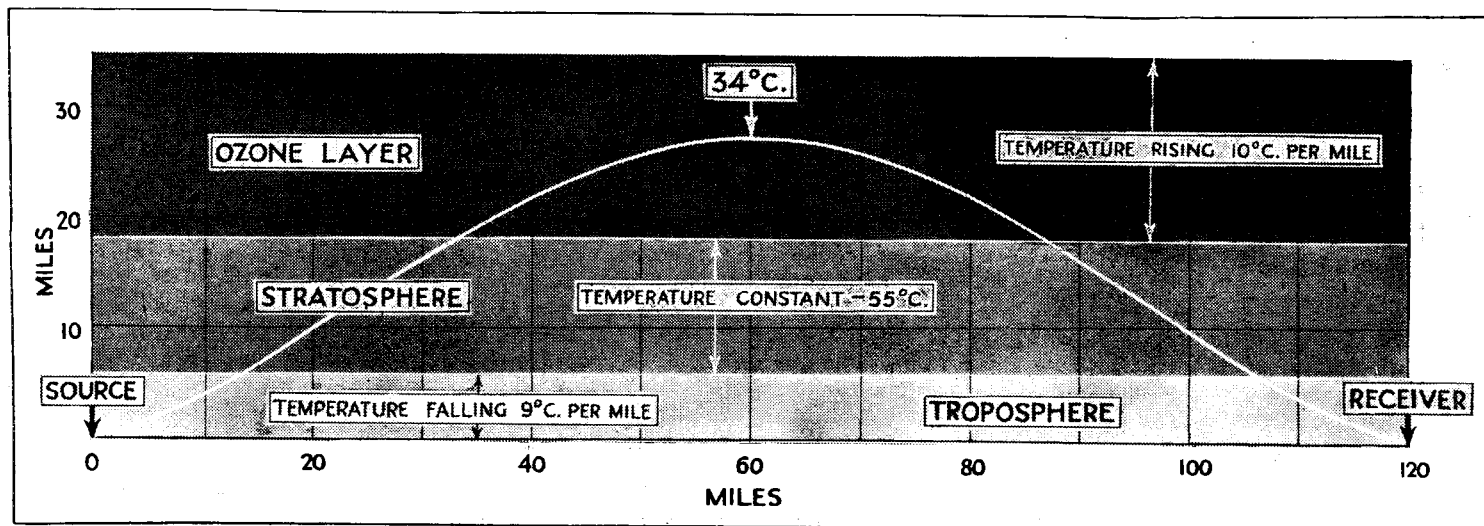 34°C.
30
OZONE LAYER
TEMPERATURE RISING 10°C. PER MILE
20
MILES
STRATOSPHERE
TEMPERATURE CONSTANT -55°C.
10
SOURCE
TEMPERATURE FALLING 9°C. PER MILE
TROPOSPHERE
RECEIVER
0
20
40
60
80
100
120
MILES